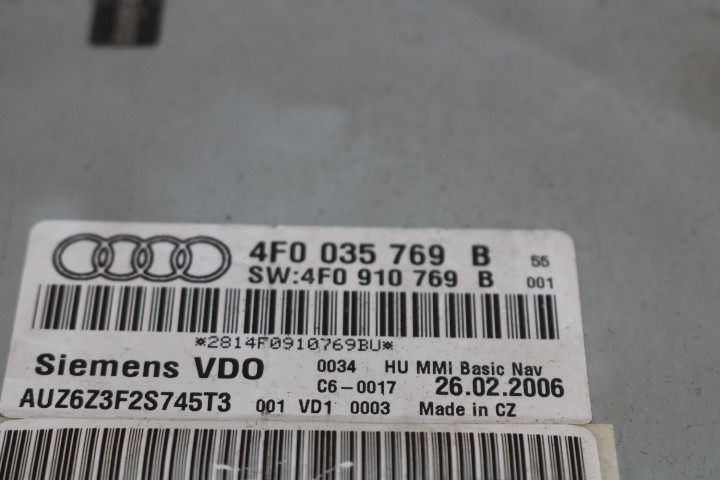 4F0 035 769 B 55
SW:4F0 910 769 B 001
*2814F0910769BU*
Siemens VDO 0034 HU MMI Basic Nav
C6-0017 26.02.2006
AUZ6Z3F2S745T3 001 VD1 0003 Made in CZ